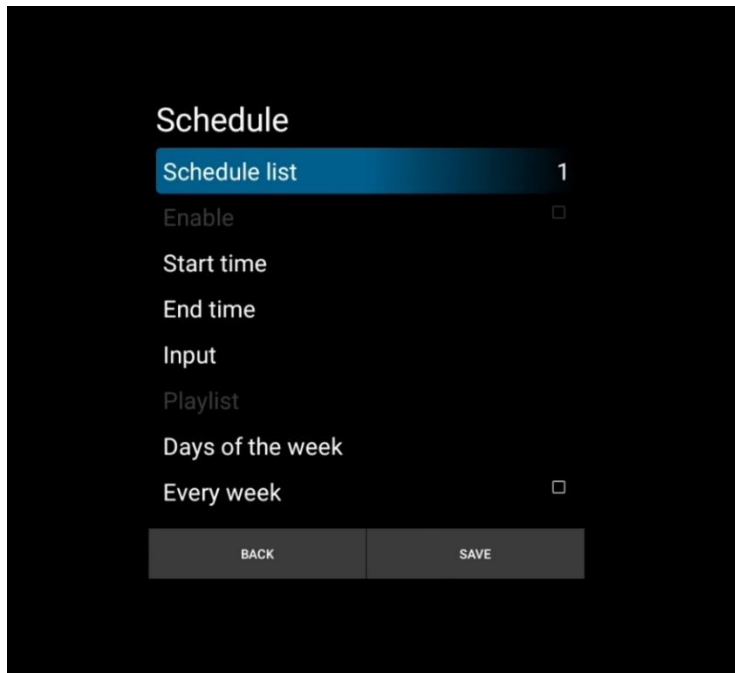 Schedule
Schedule list 1
Enable
Start time
End time
Input
Playlist
Days of the week
Every week
BACK SAVE